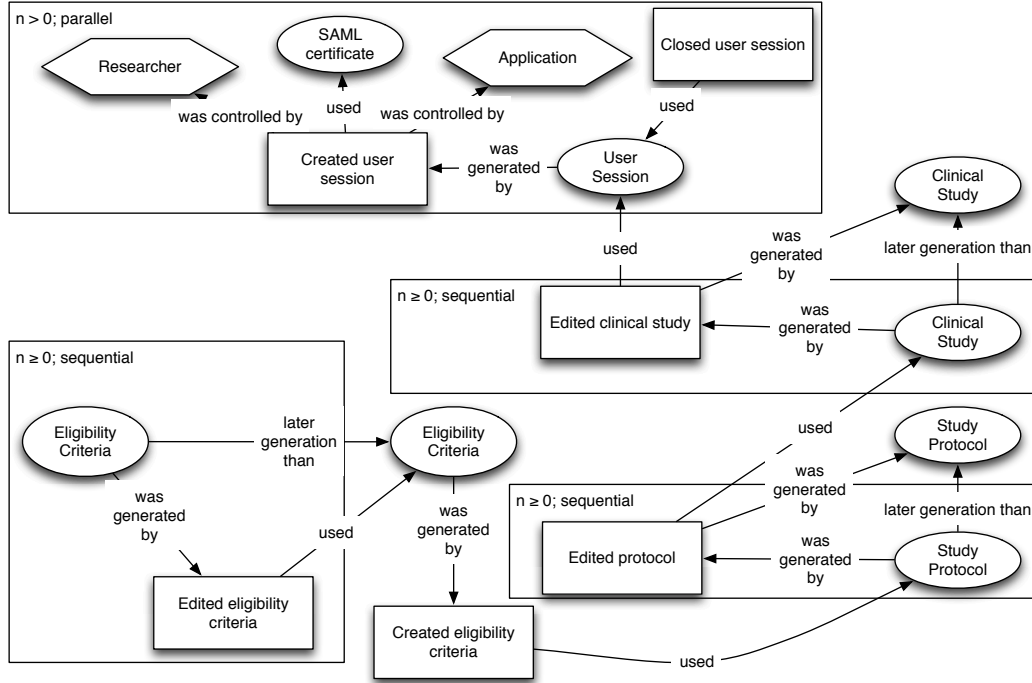 n > 0; parallel
Researcher
SAML
certificate
Application
Closed user session
was controlled by
used
was controlled by
used
Created user
session
was
generated
by
User
Session
Clinical
Study
used
was
generated
by
later generation than
n ≥ 0; sequential
Edited clinical study
was
generated
by
Clinical
Study
n ≥ 0; sequential
Eligibility
Criteria
later
generation
than
Eligibility
Criteria
used
Study
Protocol
was
generated
by
used
was
generated
by
n ≥ 0; sequential
was
generated
by
later generation than
Edited protocol
was
generated
by
Study
Protocol
Edited eligibility
criteria
Created eligibility
criteria
used